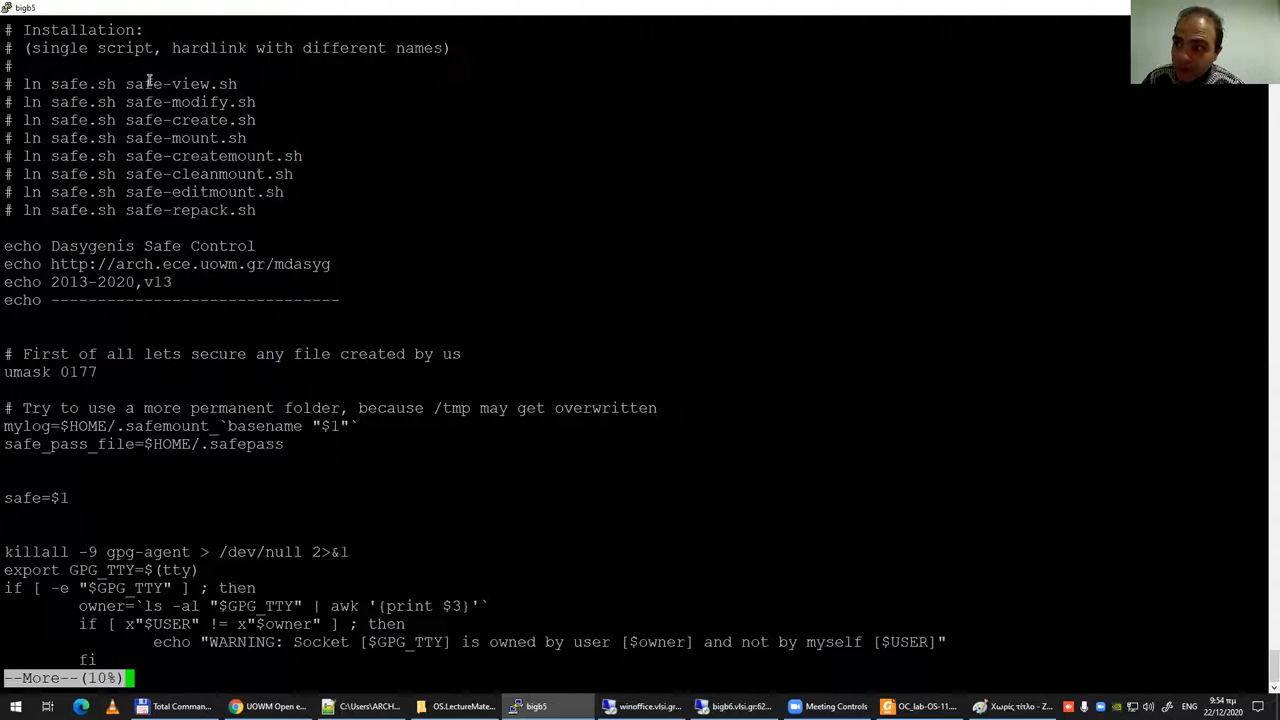 bigb5
# Installation:
# (single script, hardlink with different names)
#
# ln safe.sh safe-view.sh
# ln safe.sh safe-modify.sh
# ln safe.sh safe-create.sh
# ln safe.sh safe-mount.sh
# ln safe.sh safe-createmount.sh
# ln safe.sh safe-cleanmount.sh
# ln safe.sh safe-editmount.sh
# ln safe.sh safe-repack.sh
echo Dasygenis Safe Control
echo http://arch.ece.uowm.gr/mdasyg
echo 2013-2020,v13
echo -------------------------------
# First of all lets secure any file created by us
umask 0177
# Try to use a more permanent folder, because /tmp may get overwritten
mylog=$HOME/.safemount_`basename "$1"`
safe_pass_file=$HOME/.safepass
safe=$1
killall -9 gpg-agent > /dev/null 2>&1
export GPG_TTY=$(tty)
if [ -e "$GPG_TTY" ] ; then
owner=`ls -al "$GPG_TTY" | awk '{print $3}'`
if [ x"$USER" != x"$owner" ] ; then
echo "WARNING: Socket [$GPG_TTY] is owned by user [$owner] and not by myself [$USER]"
fi
--More--(10%)
Total Comman...
UOWM Open e...
C:\Users\ARCH...
OS.LectureMate...
bigb5
winoffice.vlsi.gr...
bigb6.vlsi.gr:62...
Meeting Controls
OC_lab-OS-11...
Χωρίς τίτλο - Z...
ENG
9:54 πμ
22/12/2020